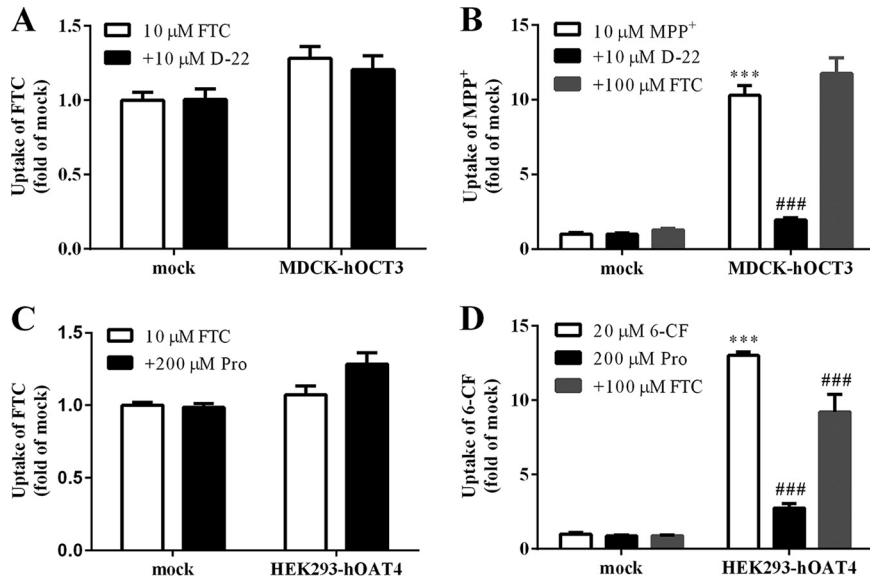 A
1.5
1.0
0.5
0.0
Uptake of FTC
(fold of mock)
10 μM FTC
+10 μM D-22
mock
MDCK-hOCT3
B
15
10
5
0
Uptake of MPP⁺
(fold of mock)
10 μM MPP⁺
+10 μM D-22
+100 μM FTC
***
###
mock
MDCK-hOCT3
C
1.5
1.0
0.5
0.0
Uptake of FTC
(fold of mock)
10 μM FTC
+200 μM Pro
mock
HEK293-hOAT4
D
15
10
5
0
Uptake of 6-CF
(fold of mock)
20 μM 6-CF
200 μM Pro
+100 μM FTC
***
###
###
mock
HEK293-hOAT4